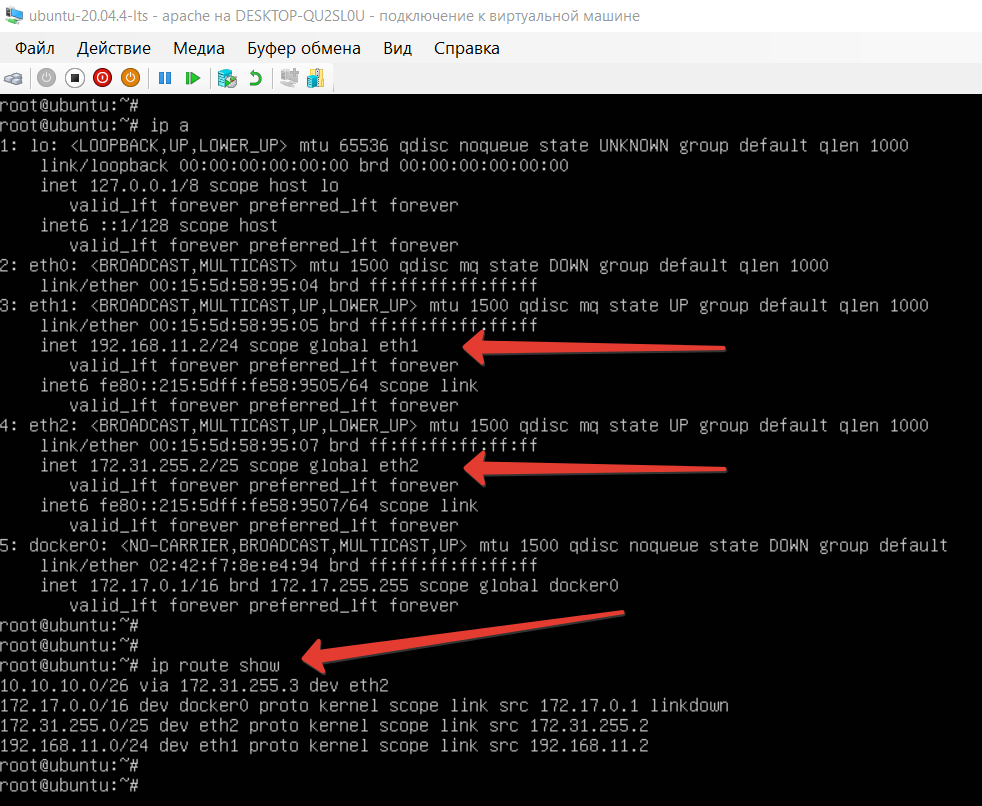 ubuntu-20.04.4-lts - apache на DESKTOP-QU2SL0U - подключение к виртуальной машине
Файл Действие Медиа Буфер обмена Вид Справка
root@ubuntu:~#
root@ubuntu:~# ip a
1: lo: <LOOPBACK,UP,LOWER_UP> mtu 65536 qdisc noqueue state UNKNOWN group default qlen 1000
link/loopback 00:00:00:00:00:00 brd 00:00:00:00:00:00
inet 127.0.0.1/8 scope host lo
valid_lft forever preferred_lft forever
inet6 ::1/128 scope host
valid_lft forever preferred_lft forever
2: eth0: <BROADCAST,MULTICAST> mtu 1500 qdisc mq state DOWN group default qlen 1000
link/ether 00:15:5d:58:95:04 brd ff:ff:ff:ff:ff:ff
3: eth1: <BROADCAST,MULTICAST,UP,LOWER_UP> mtu 1500 qdisc mq state UP group default qlen 1000
link/ether 00:15:5d:58:95:05 brd ff:ff:ff:ff:ff:ff
inet 192.168.11.2/24 scope global eth1
valid_lft forever preferred_lft forever
inet6 fe80::215:5dff:fe58:9505/64 scope link
valid_lft forever preferred_lft forever
4: eth2: <BROADCAST,MULTICAST,UP,LOWER_UP> mtu 1500 qdisc mq state UP group default qlen 1000
link/ether 00:15:5d:58:95:07 brd ff:ff:ff:ff:ff:ff
inet 172.31.255.2/25 scope global eth2
valid_lft forever preferred_lft forever
inet6 fe80::215:5dff:fe58:9507/64 scope link
valid_lft forever preferred_lft forever
5: docker0: <NO-CARRIER,BROADCAST,MULTICAST,UP> mtu 1500 qdisc noqueue state DOWN group default
link/ether 02:42:f7:8e:e4:94 brd ff:ff:ff:ff:ff:ff
inet 172.17.0.1/16 brd 172.17.255.255 scope global docker0
valid_lft forever preferred_lft forever
root@ubuntu:~#
root@ubuntu:~#
root@ubuntu:~# ip route show
10.10.10.0/26 via 172.31.255.3 dev eth2
172.17.0.0/16 dev docker0 proto kernel scope link src 172.17.0.1 linkdown
172.31.255.0/25 dev eth2 proto kernel scope link src 172.31.255.2
192.168.11.0/24 dev eth1 proto kernel scope link src 192.168.11.2
root@ubuntu:~#
root@ubuntu:~#